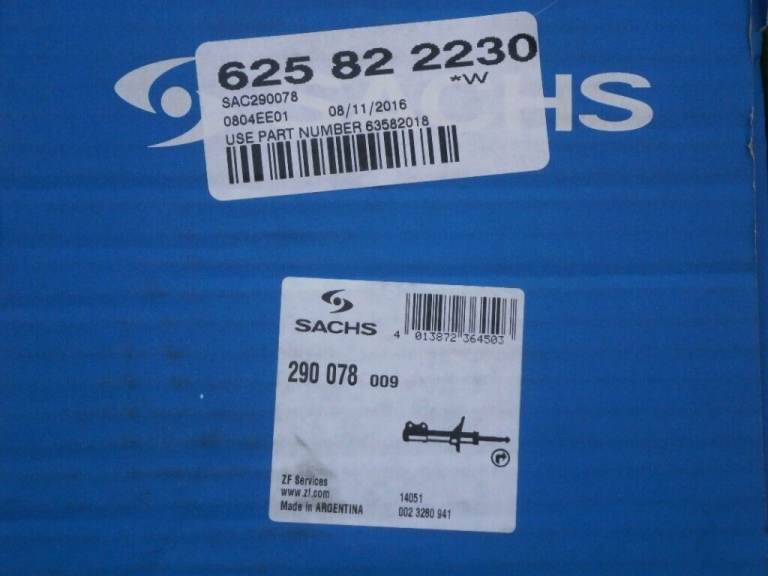 625 82 2230
*W
SAC290078
0804EE01 08/11/2016
USE PART NUMBER 63582018
SACHS
SACHS
4 013872 364503
290 078 009
ZF Services
www.zf.com
Made in ARGENTINA
14051
002 3280 941